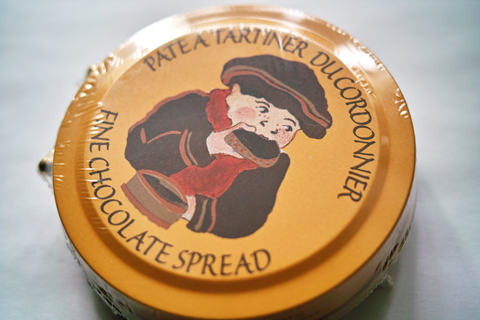 PATE A TARTINER DU CORDONNIER
FINE CHOCOLATE SPREAD